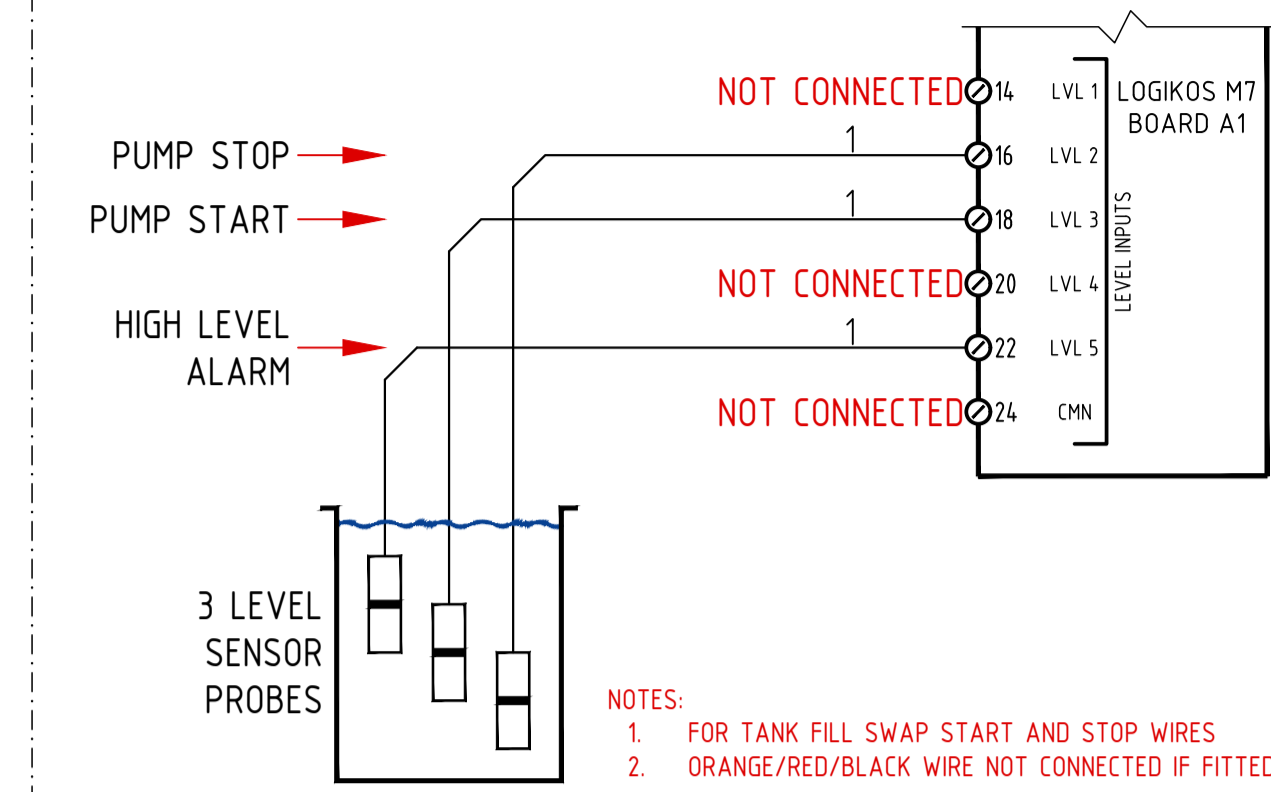 NOT CONNECTED
14
LVL 1
LOGIKOS M7
BOARD A1
PUMP STOP
1
16
LVL 2
PUMP START
1
18
LVL 3
LEVEL INPUTS
NOT CONNECTED
20
LVL 4
HIGH LEVEL
ALARM
1
22
LVL 5
NOT CONNECTED
24
CMN
3 LEVEL
SENSOR
PROBES
NOTES:
1. FOR TANK FILL SWAP START AND STOP WIRES
2. ORANGE/RED/BLACK WIRE NOT CONNECTED IF FITTED